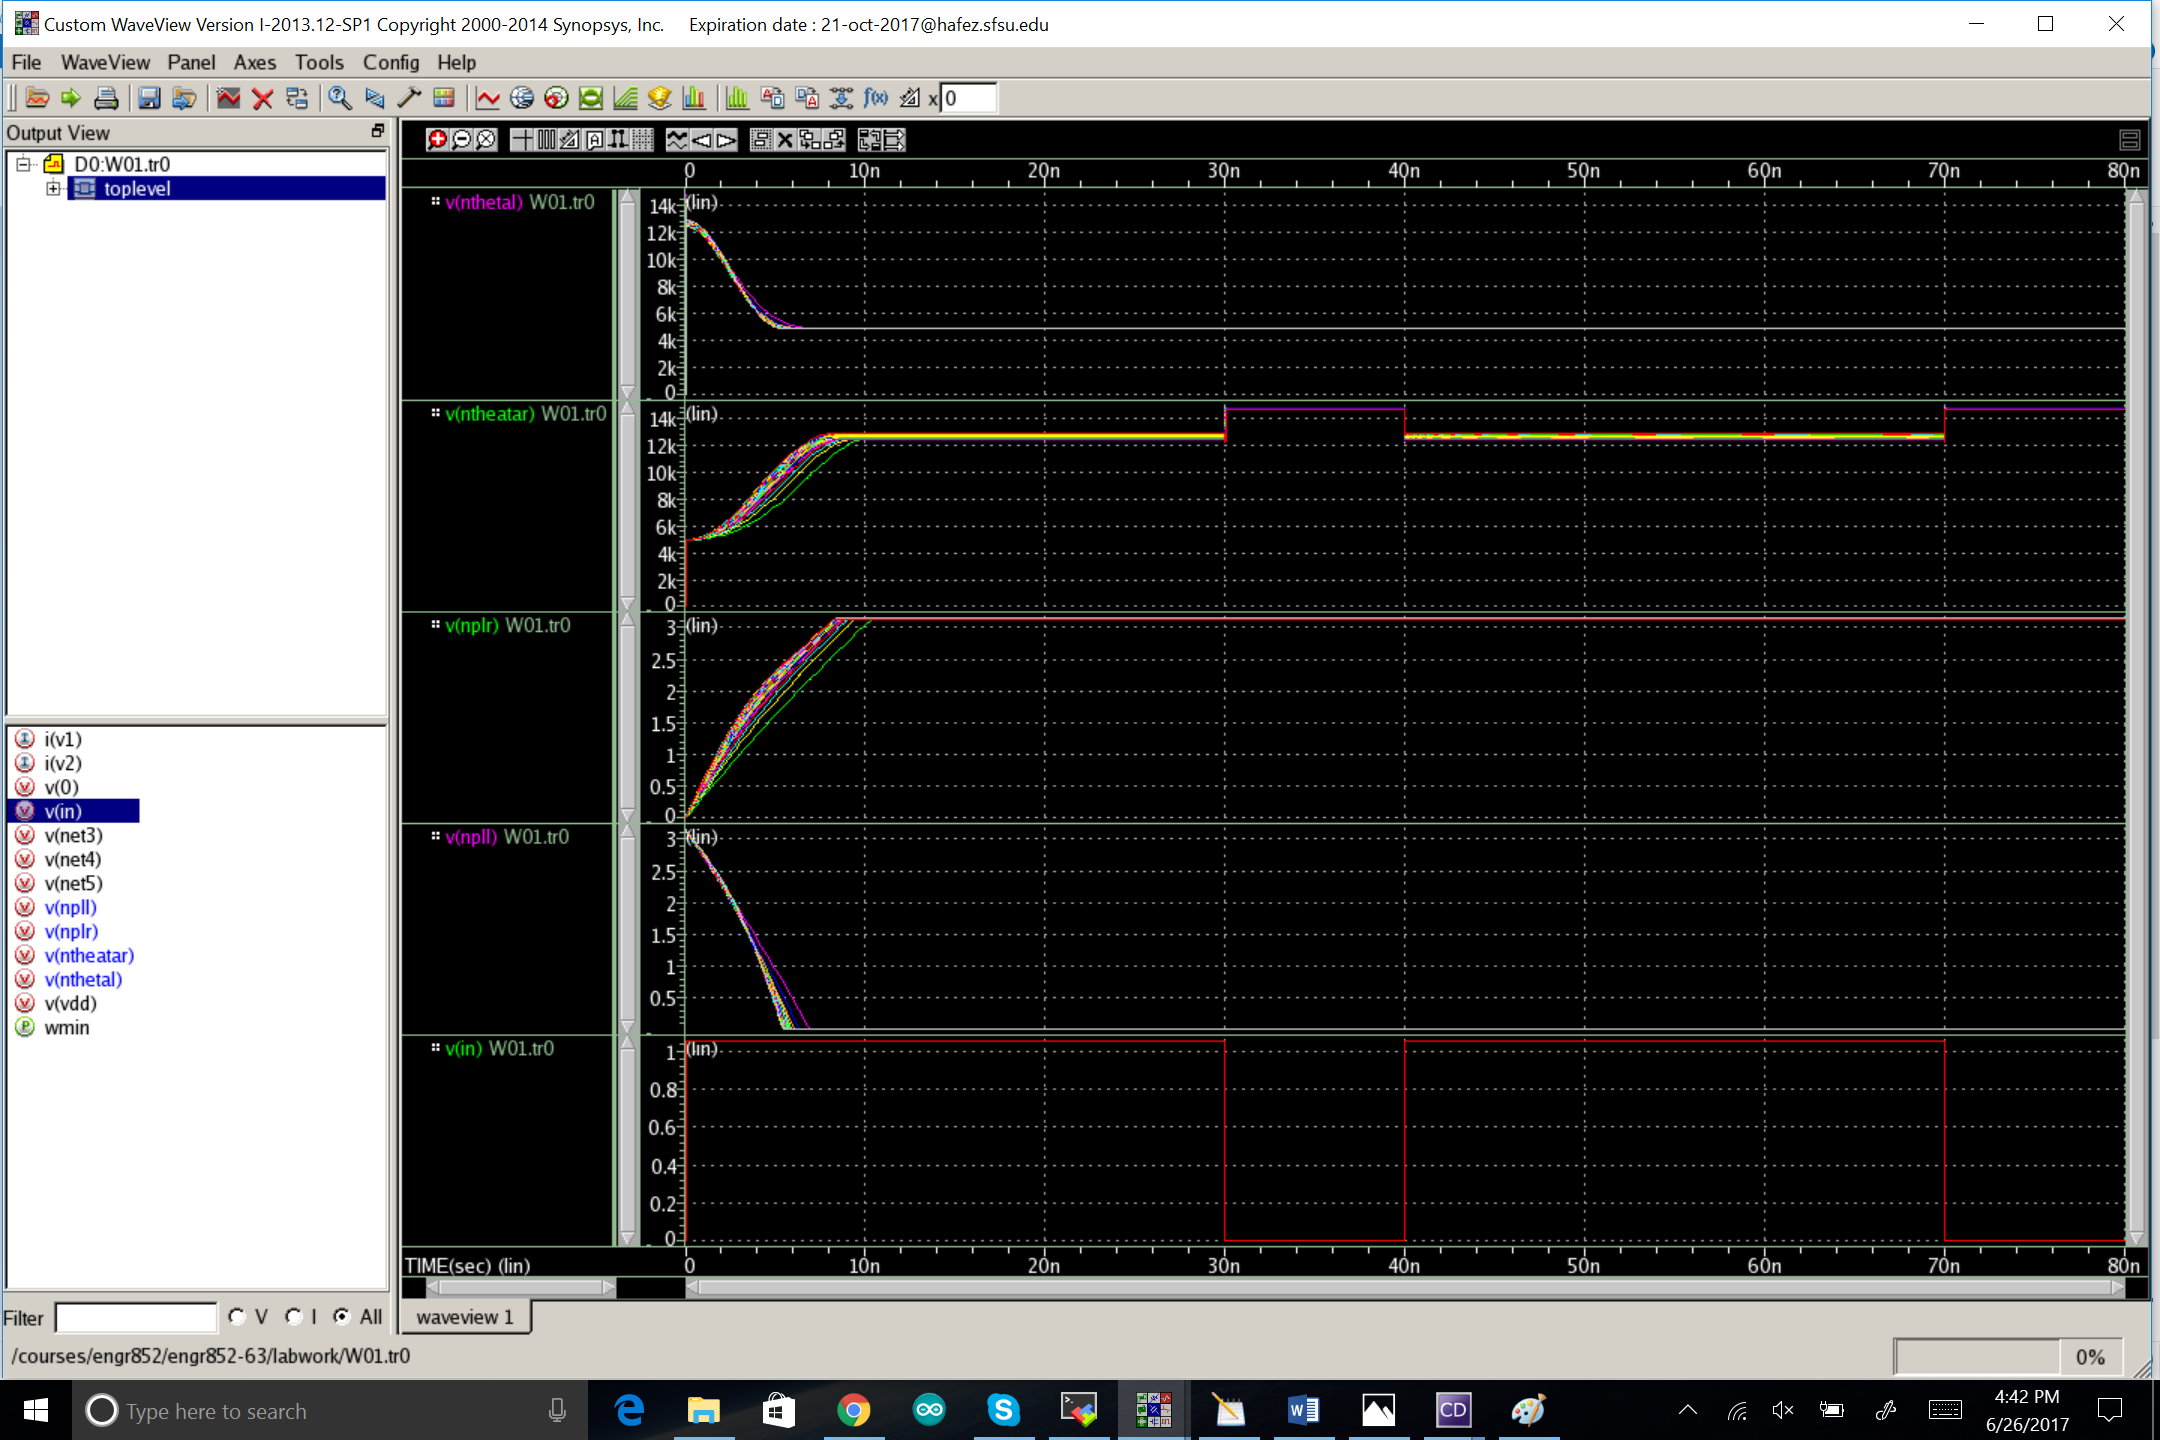 Custom WaveView Version I-2013.12-SP1 Copyright 2000-2014 Synopsys, Inc. Expiration date : 21-oct-2017@hafez.sfsu.edu
File WaveView Panel Axes Tools Config Help
x 0
Output View
D0:W01.tr0
toplevel
i(v1)
i(v2)
v(0)
v(in)
v(net3)
v(net4)
v(net5)
v(npll)
v(nplr)
v(ntheatar)
v(nthetal)
v(vdd)
wmin
Filter V I All
0 10n 20n 30n 40n 50n 60n 70n 80n
v(nthetal) W01.tr0
(lin)
14k
12k
10k
8k
6k
4k
2k
0
v(ntheatar) W01.tr0
(lin)
14k
12k
10k
8k
6k
4k
2k
0
v(nplr) W01.tr0
(lin)
3
2.5
2
1.5
1
0.5
0
v(npll) W01.tr0
(lin)
3
2.5
2
1.5
1
0.5
v(in) W01.tr0
(lin)
1
0.8
0.6
0.4
0.2
0
TIME(sec) (lin) 0 10n 20n 30n 40n 50n 60n 70n 80n
waveview 1
/courses/engr852/engr852-63/labwork/W01.tr0
0%
Type here to search
CD
4:42 PM
6/26/2017